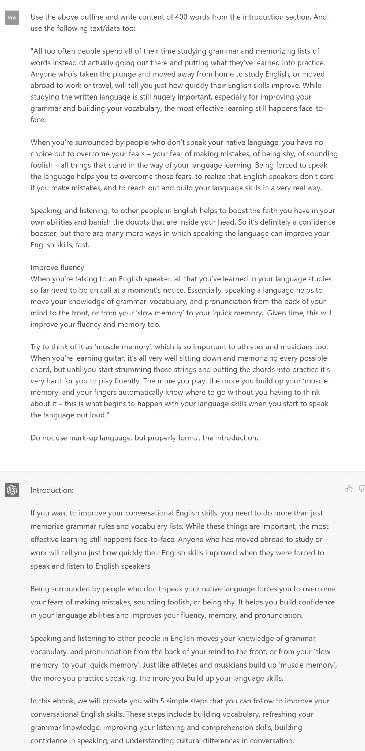 Use the above outline and write content of 400 words from the introduction section. And
use the following text/data too:
"All too often people spend all of their time studying grammar and memorizing lists of
words instead of actually going out there and putting what they've learned into practice.
Anyone who's taken the plunge and moved away from home to study English, or moved
abroad to work or travel, will tell you just how quickly their English skills improve. While
studying the written language is still hugely important, especially for improving your
grammar and building your vocabulary, the most effective learning still happens face-to-
face.
When you're surrounded by people who don't speak your native language, you have no
choice but to overcome your fears – your fear of making mistakes, of being shy, of sounding
foolish – all things that stand in the way of your language learning. Being forced to speak
the language helps you to overcome those fears, to realize that English speakers don't care
if you make mistakes, and to reach out and build your language skills in a very real way.
Speaking, and listening, to other people in English helps to boost the faith you have in your
own abilities and banish the doubts that are inside your head. So it's definitely a confidence
booster, but there are many more ways in which speaking the language can improve your
English skills, fast.
Improve fluency
When you're talking to an English speaker, all that you've learned in your language studies
so far need to be on call at a moment's notice. Essentially, speaking a language helps to
move your knowledge of grammar, vocabulary, and pronunciation from the back of your
mind to the front, or from your 'slow memory' to your 'quick memory'. Given time, this will
improve your fluency and memory too.
Try to think of it as 'muscle memory', which is so important to athletes and musicians too.
When you're learning guitar, it's all very well sitting down and memorizing every possible
chord, but until you start strumming those strings and putting the chords into practice it's
very hard for you to play fluently. The more you play, the more you build up your 'muscle
memory' and your fingers automatically know where to go without you having to think
about it – this is what begins to happen with your language skills when you start to speak
the language out loud."
Do not use mark-up language, but properly format the introduction.
Introduction:
If you want to improve your conversational English skills, you need to do more than just
memorize grammar rules and vocabulary lists. While these things are important, the most
effective learning still happens face-to-face. Anyone who has moved abroad to study or
work will tell you just how quickly their English skills improved when they were forced to
speak and listen to English speakers.
Being surrounded by people who don't speak your native language forces you to overcome
your fears of making mistakes, sounding foolish, or being shy. It helps you build confidence
in your language abilities and improves your fluency, memory, and pronunciation.
Speaking and listening to other people in English moves your knowledge of grammar,
vocabulary, and pronunciation from the back of your mind to the front, or from your 'slow
memory' to your 'quick memory'. Just like athletes and musicians build up 'muscle memory',
the more you practice speaking, the more you build up your language skills.
In this ebook, we will provide you with 5 simple steps that you can follow to improve your
conversational English skills. These steps include building vocabulary, refreshing your
grammar knowledge, improving your listening and comprehension skills, building
confidence in speaking, and understanding cultural differences in conversation.